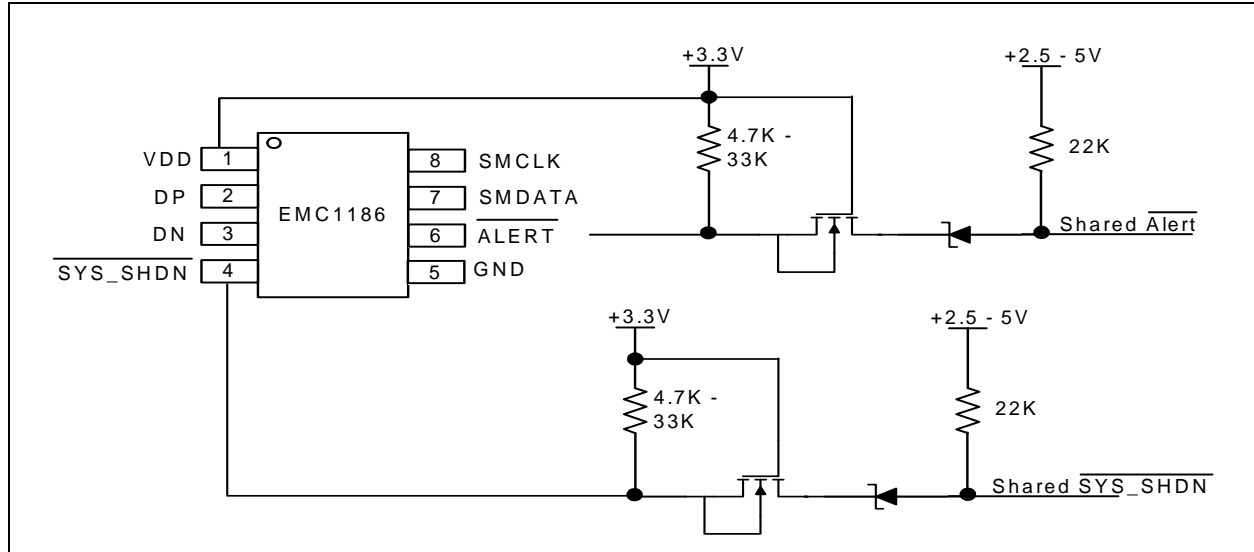 +3.3V
+2.5 - 5V
4.7K -
33K
22K
VDD 1
8 SMCLK
DP 2
7 SMDATA
EMC1186
DN 3
6 ALERT
SYS_SHDN 4
5 GND
Shared Alert
+3.3V
+2.5 - 5V
4.7K -
33K
22K
Shared SYS_SHDN